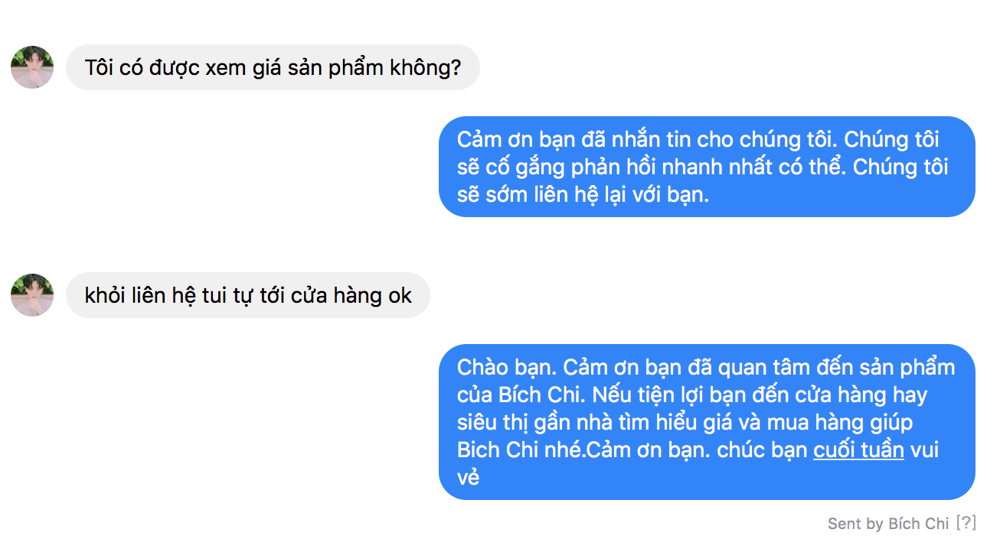 Tôi có được xem giá sản phẩm không?
Cảm ơn bạn đã nhắn tin cho chúng tôi. Chúng tôi
sẽ cố gắng phản hồi nhanh nhất có thể. Chúng tôi
sẽ sớm liên hệ lại với bạn.
khỏi liên hệ tui tự tới cửa hàng ok
Chào bạn. Cảm ơn bạn đã quan tâm đến sản phẩm
của Bích Chi. Nếu tiện lợi bạn đến cửa hàng hay
siêu thị gần nhà tìm hiểu giá và mua hàng giúp
Bich Chi nhé.Cảm ơn bạn. chúc bạn cuối tuần vui
vẻ
Sent by Bích Chi [?]